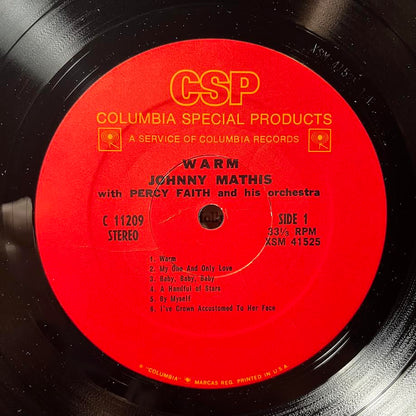 CSP
COLUMBIA SPECIAL PRODUCTS
A SERVICE OF COLUMBIA RECORDS
WARM
JOHNNY MATHIS
with PERCY FAITH and his orchestra
C 11209
STEREO
SIDE 1
33⅓ RPM
XSM 41525
1. Warm
2. My One And Only Love
3. Baby, Baby, Baby
4. A Handful of Stars
5. By Myself
6. I've Grown Accustomed To Her Face
® "COLUMBIA" MARCAS REG. PRINTED IN U.S.A.